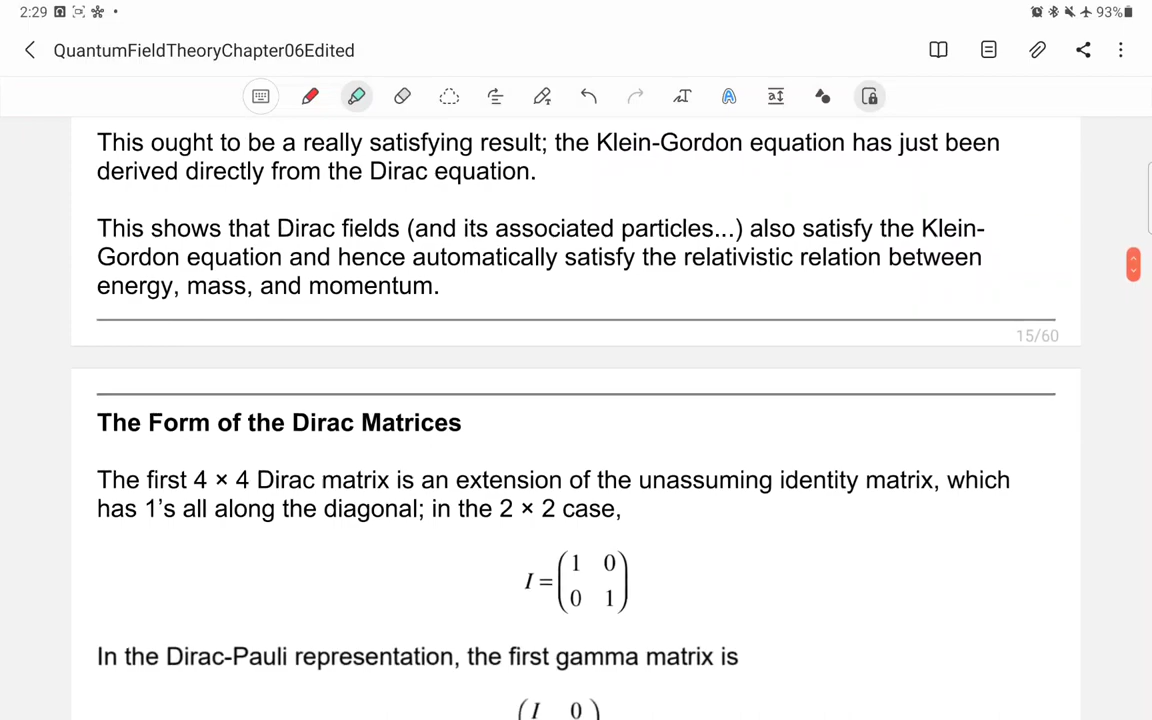 2:29
93%
QuantumFieldTheoryChapter06Edited
This ought to be a really satisfying result; the Klein-Gordon equation has just been
derived directly from the Dirac equation.
This shows that Dirac fields (and its associated particles...) also satisfy the Klein-
Gordon equation and hence automatically satisfy the relativistic relation between
energy, mass, and momentum.
15/60
The Form of the Dirac Matrices
The first 4 × 4 Dirac matrix is an extension of the unassuming identity matrix, which
has 1's all along the diagonal; in the 2 × 2 case,
I = (1 0
0 1)
In the Dirac-Pauli representation, the first gamma matrix is
(I 0)